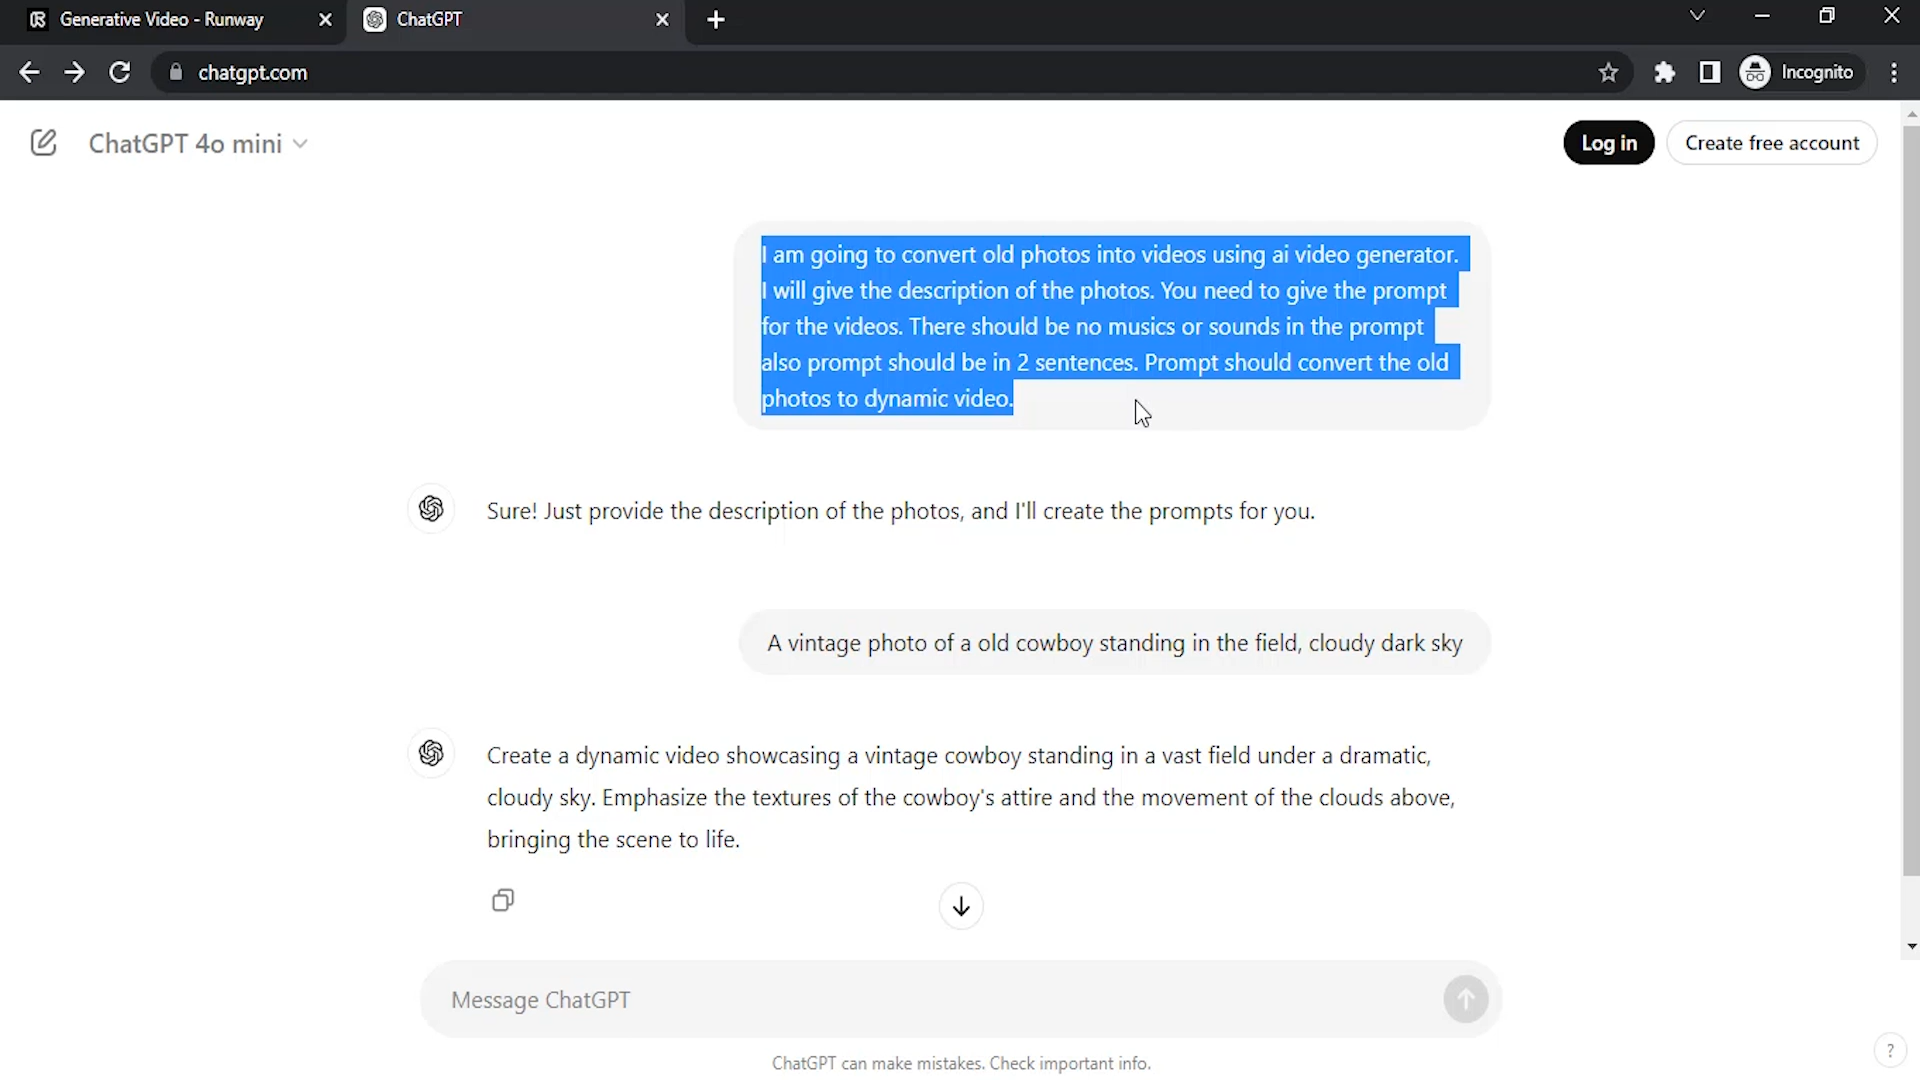 Generative Video - Runway
ChatGPT
chatgpt.com
Incognito
ChatGPT 4o mini
Log in
Create free account
I am going to convert old photos into videos using ai video generator.
I will give the description of the photos. You need to give the prompt
for the videos. There should be no musics or sounds in the prompt
also prompt should be in 2 sentences. Prompt should convert the old
photos to dynamic video.
Sure! Just provide the description of the photos, and I'll create the prompts for you.
A vintage photo of a old cowboy standing in the field, cloudy dark sky
Create a dynamic video showcasing a vintage cowboy standing in a vast field under a dramatic,
cloudy sky. Emphasize the textures of the cowboy's attire and the movement of the clouds above,
bringing the scene to life.
Message ChatGPT
ChatGPT can make mistakes. Check important info.
?